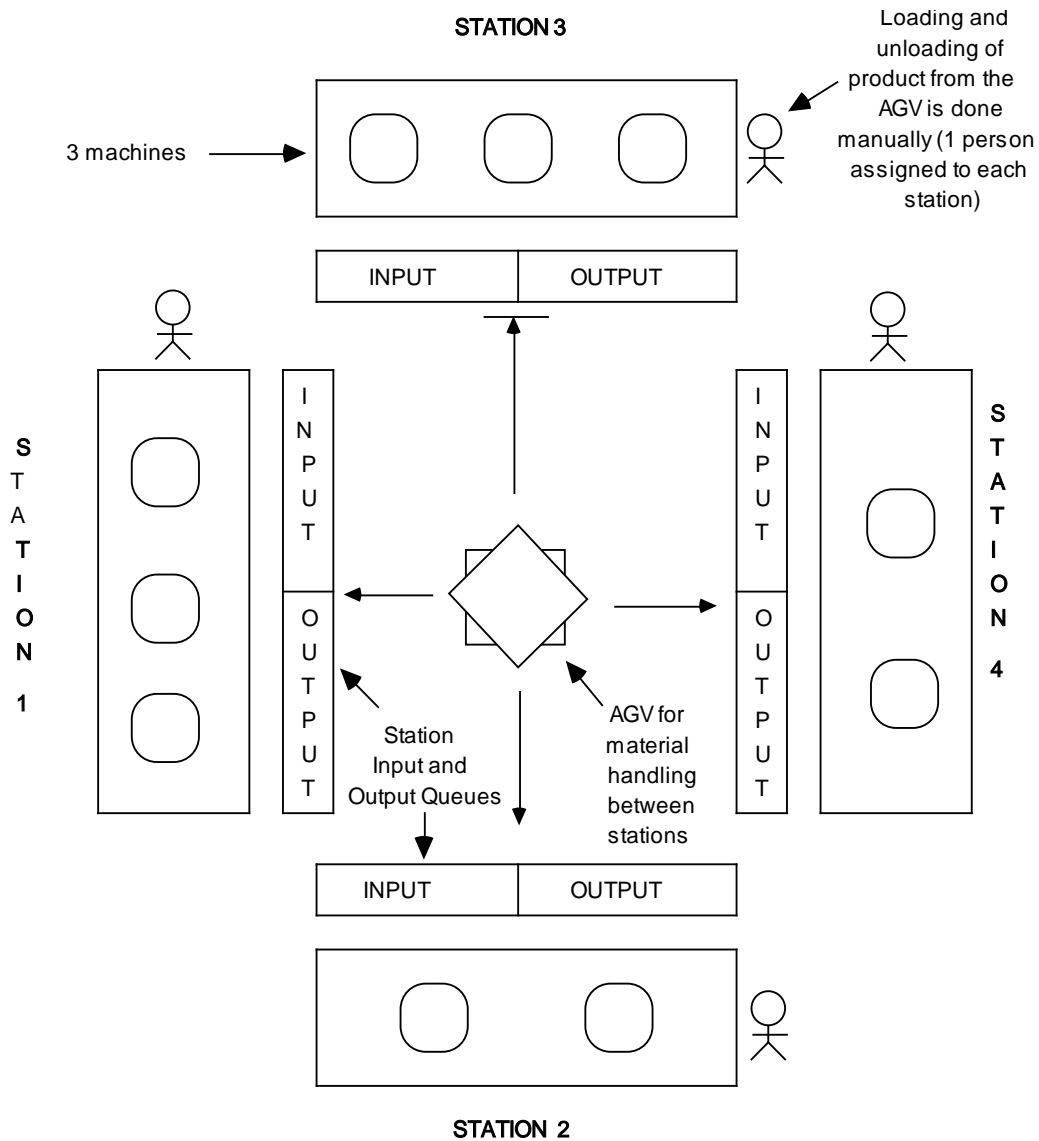 STATION 3
Loading and
unloading of
product from the
AGV is done
manually (1 person
assigned to each
station)
3 machines
INPUT
OUTPUT
S
T
A
T
I
O
N
1
I
N
P
U
T
O
U
T
P
U
T
I
N
P
U
T
O
U
T
P
U
T
S
T
A
T
I
O
N
4
Station
Input and
Output Queues
AGV for
material
handling
between
stations
INPUT
OUTPUT
STATION 2